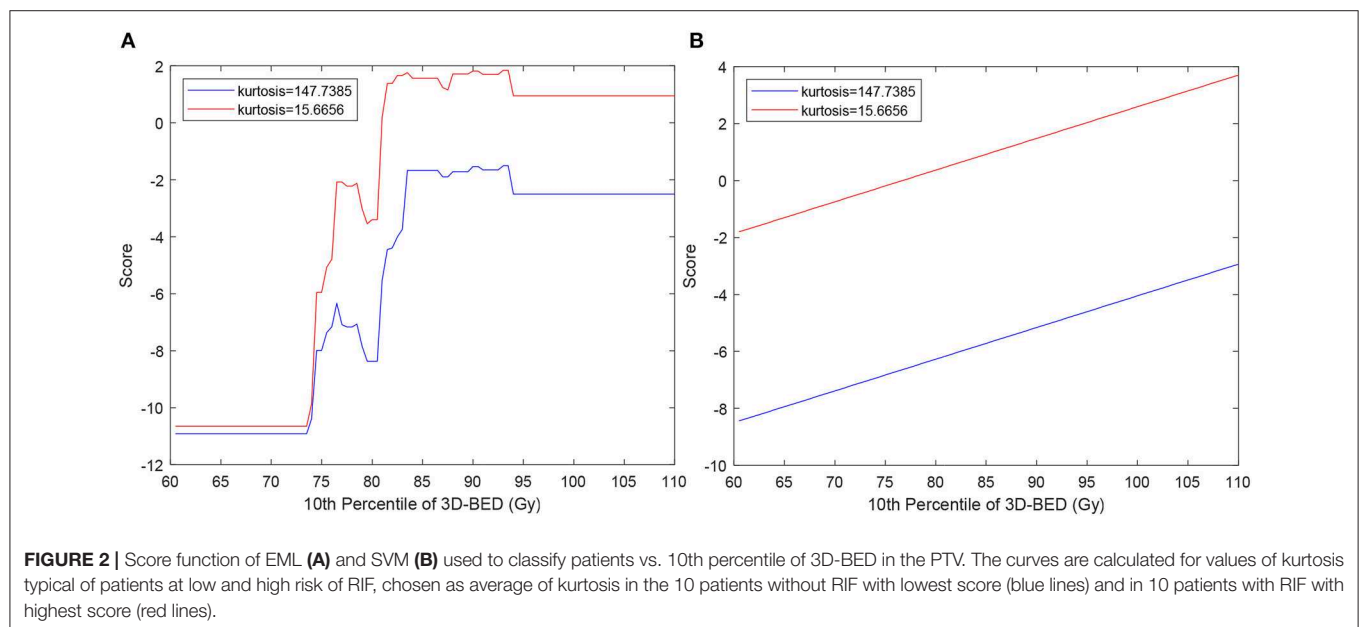 A
2
0
-2
-4
-6
-8
-10
-12
Score
kurtosis=147.7385
kurtosis=15.6656
60 65 70 75 80 85 90 95 100 105 110
10th Percentile of 3D-BED (Gy)
B
4
2
0
-2
-4
-6
-8
-10
Score
kurtosis=147.7385
kurtosis=15.6656
60 65 70 75 80 85 90 95 100 105 110
10th Percentile of 3D-BED (Gy)
FIGURE 2 | Score function of EML (A) and SVM (B) used to classify patients vs. 10th percentile of 3D-BED in the PTV. The curves are calculated for values of kurtosis
typical of patients at low and high risk of RIF, chosen as average of kurtosis in the 10 patients without RIF with lowest score (blue lines) and in 10 patients with RIF with
highest score (red lines).